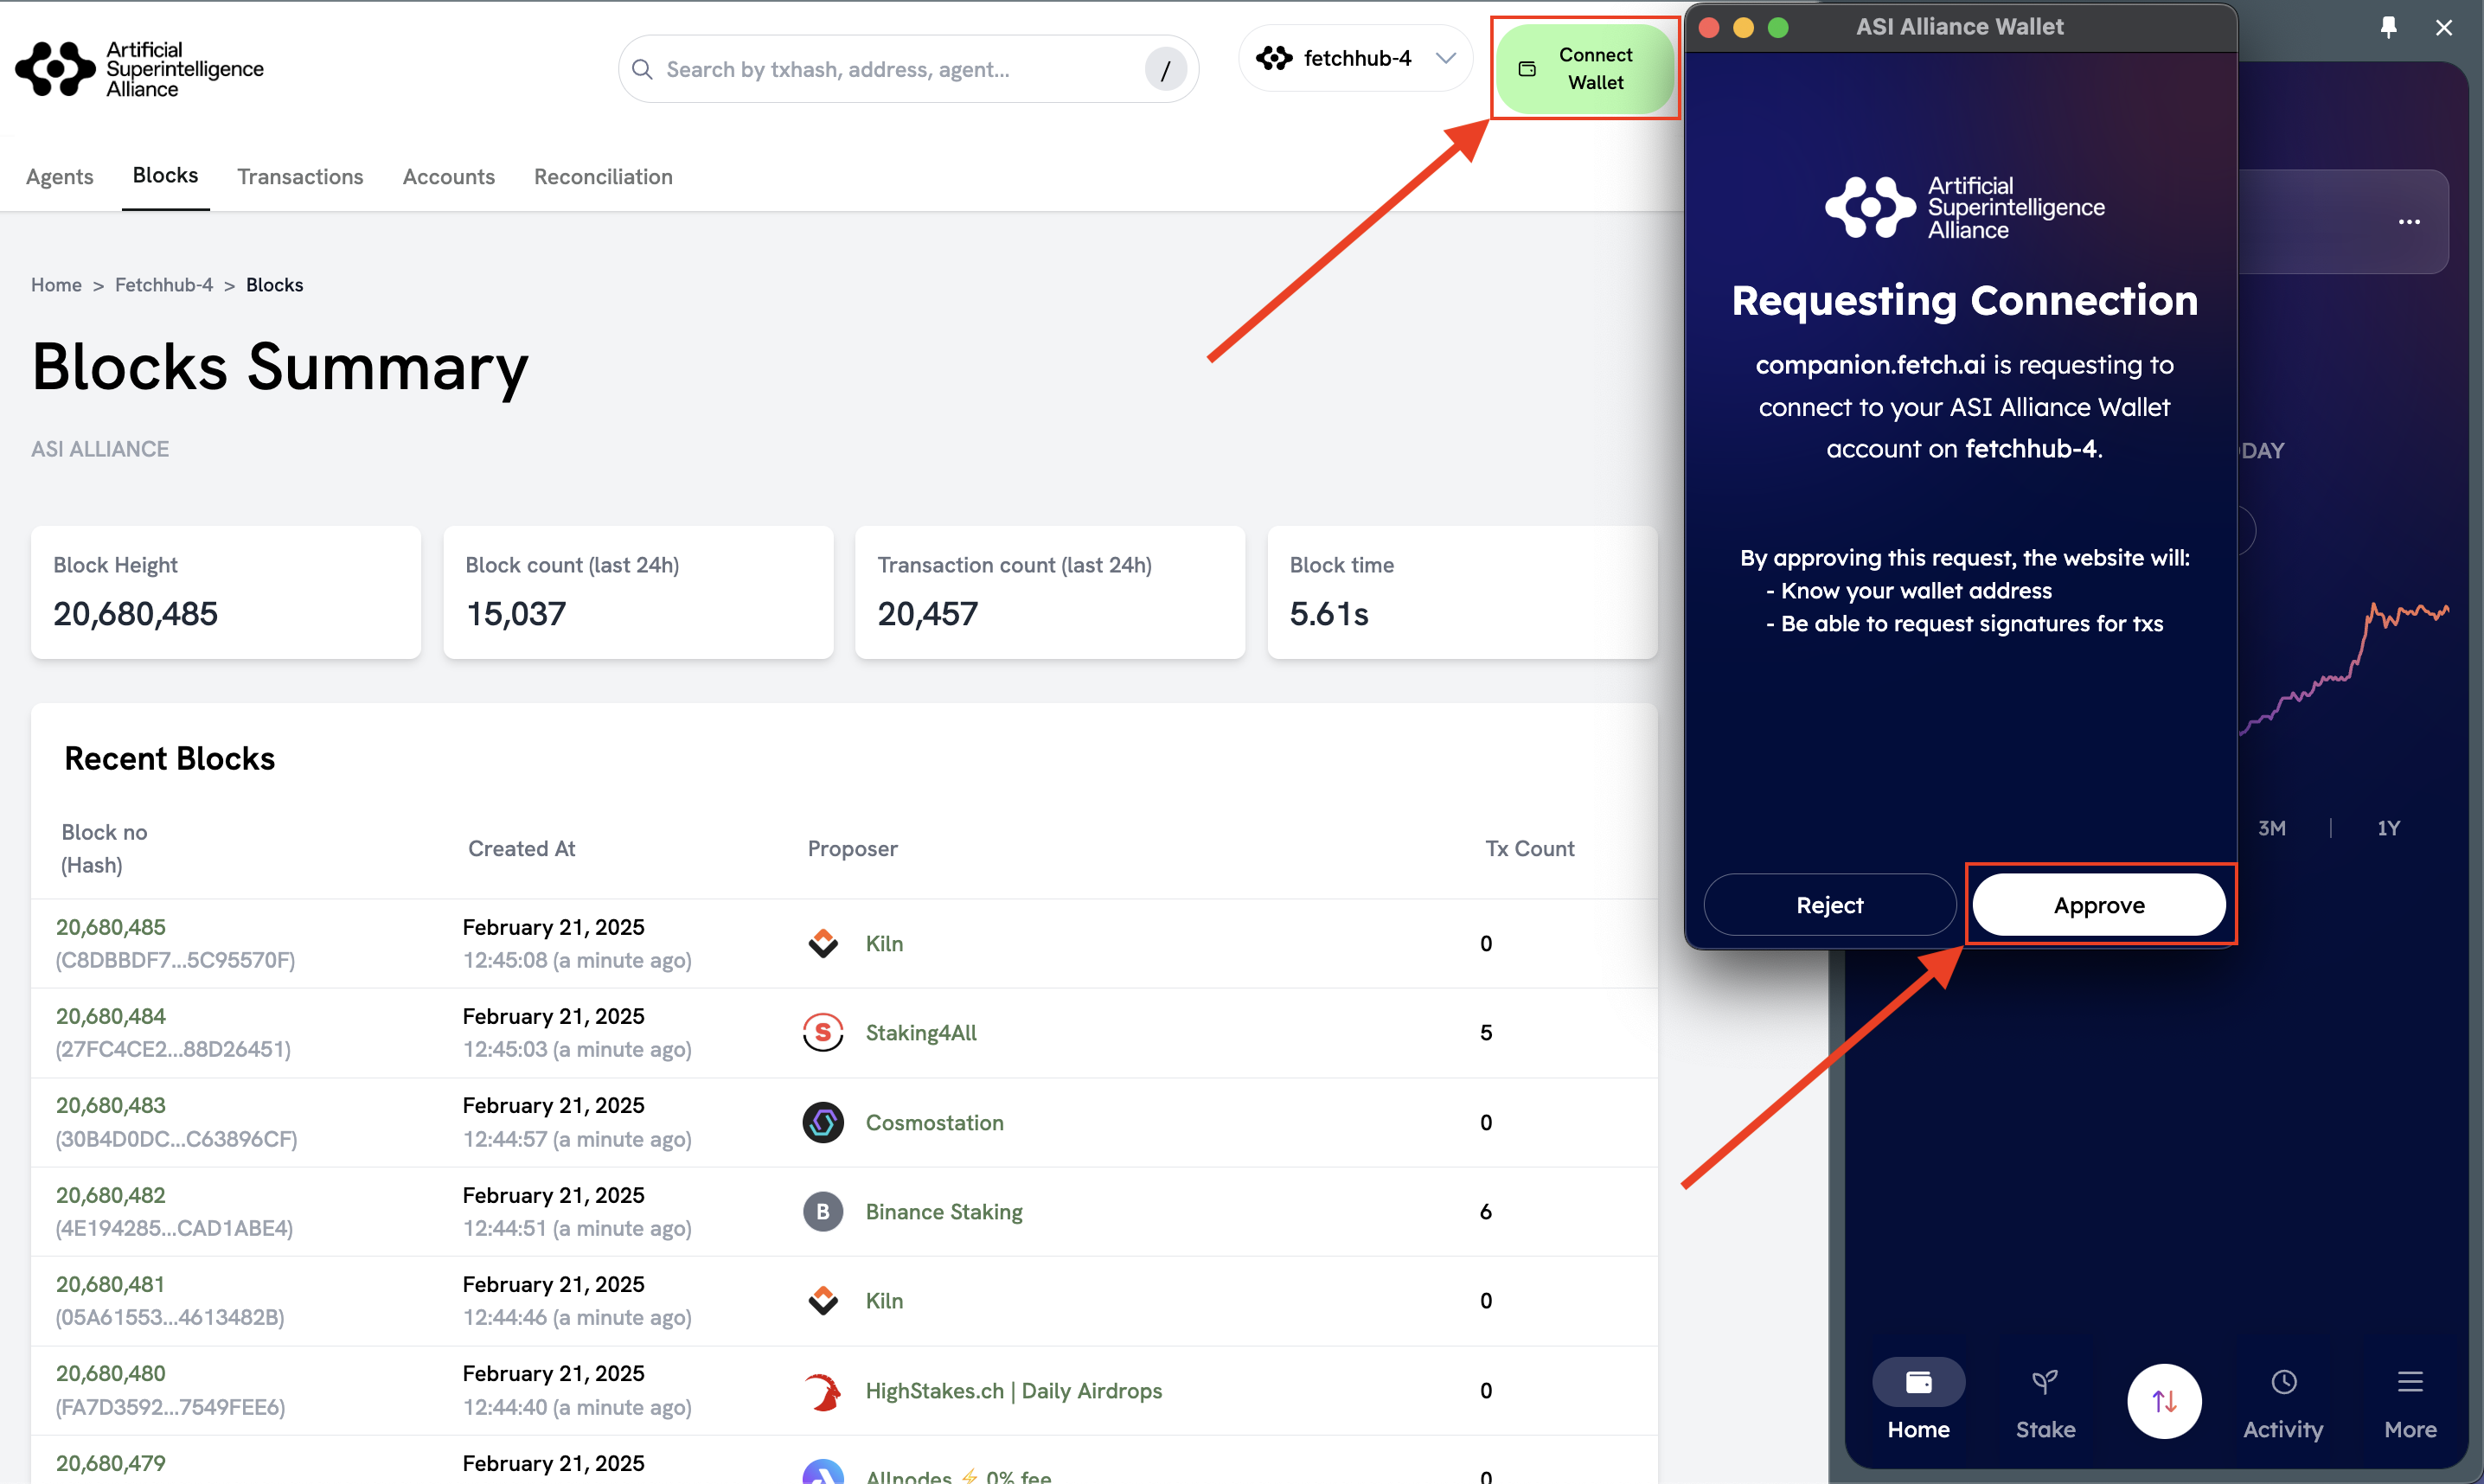 Artificial
Superintelligence
Alliance
Search by txhash, address, agent...
/
fetchhub-4
Connect
Wallet
Agents
Blocks
Transactions
Accounts
Reconciliation
Home > Fetchhub-4 > Blocks
Blocks Summary
ASI ALLIANCE
Block Height
20,680,485
Block count (last 24h)
15,037
Transaction count (last 24h)
20,457
Block time
5.61s
Recent Blocks
Block no
(Hash)
Created At
Proposer
Tx Count
20,680,485
(C8DBBDF7...5C95570F)
February 21, 2025
12:45:08 (a minute ago)
Kiln
0
20,680,484
(27FC4CE2...88D26451)
February 21, 2025
12:45:03 (a minute ago)
S
Staking4All
5
20,680,483
(30B4D0DC...C63896CF)
February 21, 2025
12:44:57 (a minute ago)
Cosmostation
0
20,680,482
(4E194285...CAD1ABE4)
February 21, 2025
12:44:51 (a minute ago)
B
Binance Staking
6
20,680,481
(05A61553...4613482B)
February 21, 2025
12:44:46 (a minute ago)
Kiln
0
20,680,480
(FA7D3592...7549FEE6)
February 21, 2025
12:44:40 (a minute ago)
HighStakes.ch | Daily Airdrops
0
20,680,479
February 21, 2025
Allnodes ⚡ 0% fee
0
ASI Alliance Wallet
Artificial
Superintelligence
Alliance
Requesting Connection
companion.fetch.ai is requesting to
connect to your ASI Alliance Wallet
account on fetchhub-4.
By approving this request, the website will:
- Know your wallet address
- Be able to request signatures for txs
Reject
Approve
DAY
3M | 1Y
Home
Stake
Activity
More